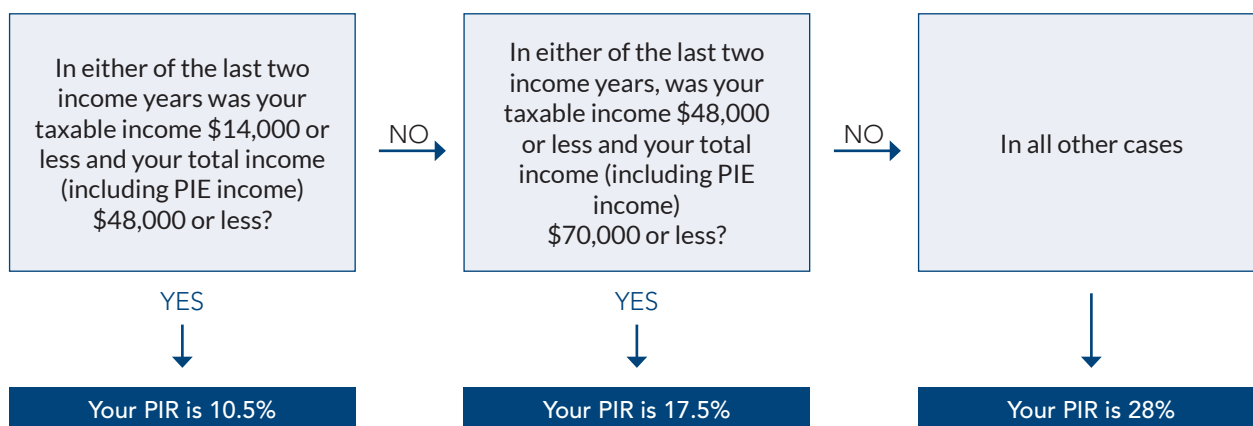 In either of the last two
income years was your
taxable income $14,000 or
less and your total income
(including PIE income)
$48,000 or less?
NO
In either of the last two
income years, was your
taxable income $48,000
or less and your total
income (including PIE
income)
$70,000 or less?
NO
In all other cases
YES
YES
Your PIR is 10.5%
Your PIR is 17.5%
Your PIR is 28%